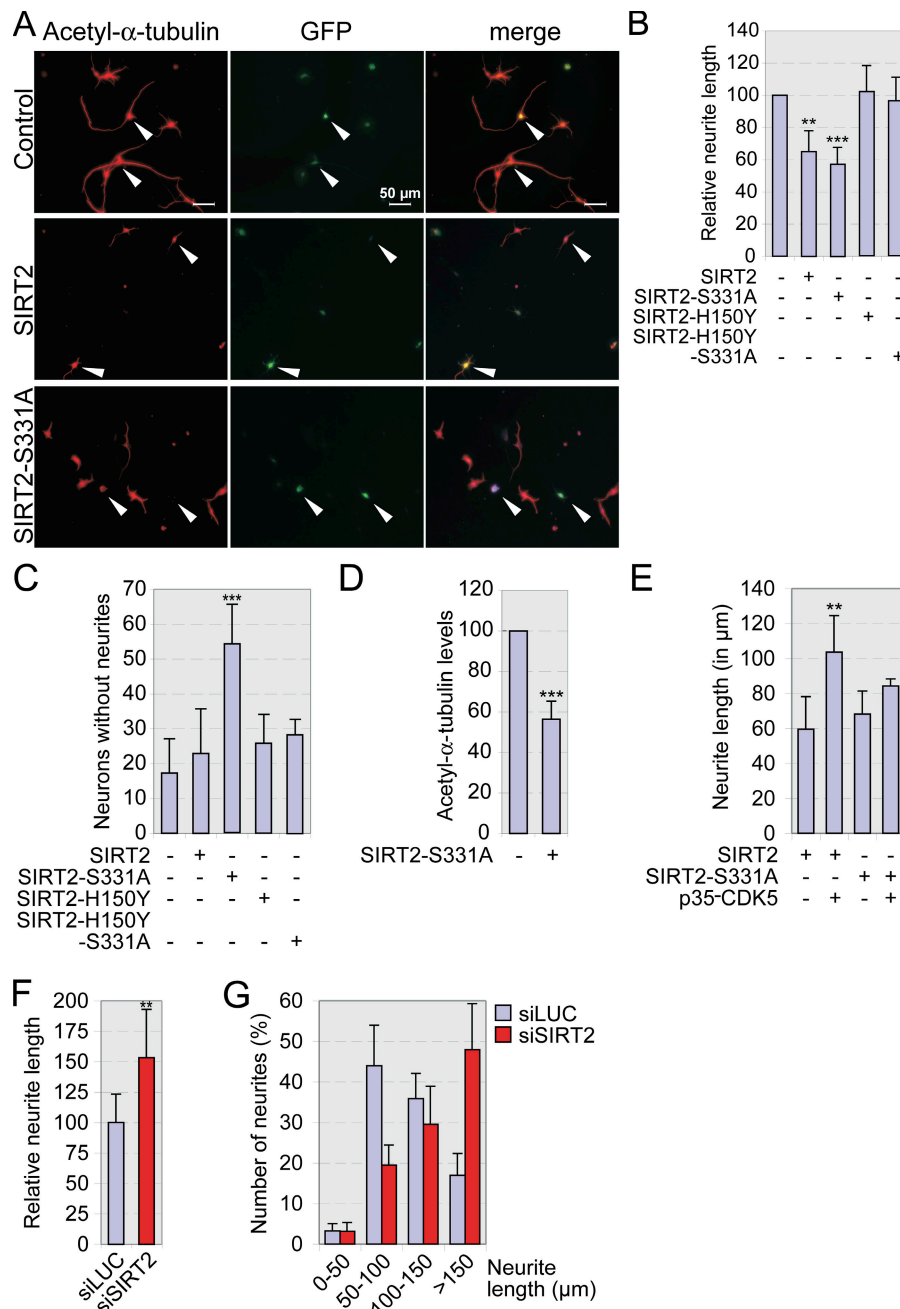 A
Acetyl-α-tubulin GFP merge
Control
50 µm
SIRT2
SIRT2-S331A
B
Relative neurite length
140
120
100
80
60
40
20
0
** ***
SIRT2 - + - - -
SIRT2-S331A - - + - -
SIRT2-H150Y - - - + -
SIRT2-H150Y
-S331A - - - - +
C
Neurons without neurites
70
60
50
40
30
20
10
0
***
SIRT2 - + - - -
SIRT2-S331A - - + - -
SIRT2-H150Y - - - + -
SIRT2-H150Y
-S331A - - - - +
D
Acetyl-α-tubulin levels
120
100
80
60
40
20
0
***
SIRT2-S331A - +
E
Neurite length (in µm)
140
120
100
80
60
40
20
0
**
SIRT2 + + - -
SIRT2-S331A - - + +
p35-CDK5 - + - +
F
Relative neurite length
200
175
150
125
100
75
50
25
0
**
siLUC siSIRT2
G
Number of neurites (%)
60
50
40
30
20
10
0
siLUC
siSIRT2
0-50 50-100 100-150 >150
Neurite
length (µm)